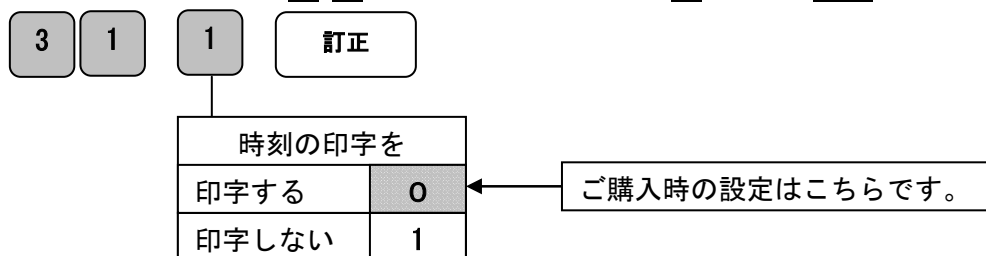 3 1 1 訂正
時刻の印字を
印字する 0 ご購入時の設定はこちらです。
印字しない 1